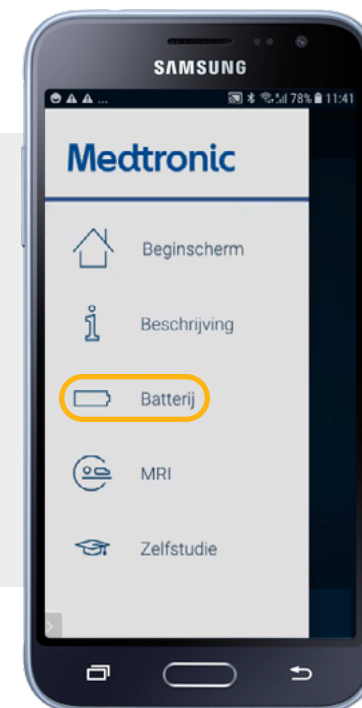 SAMSUNG
... 78% 11:41
Medtronic
Beginscherm
Beschrijving
Batterij
MRI
Zelfstudie